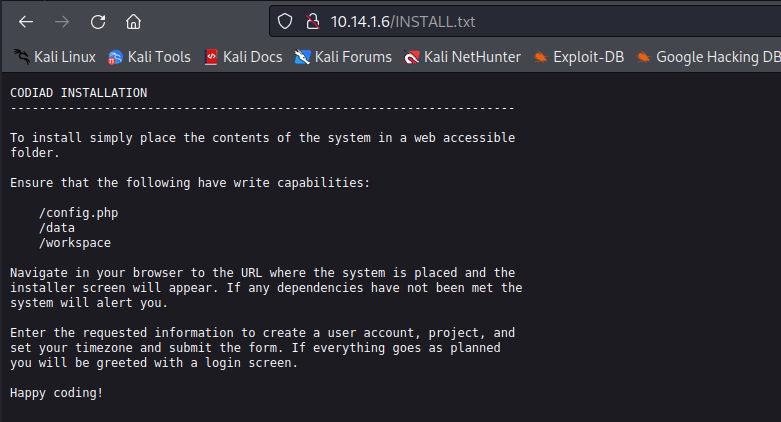 10.14.1.6/INSTALL.txt
Kali Linux Kali Tools Kali Docs Kali Forums Kali NetHunter Exploit-DB Google Hacking DB
CODIAD INSTALLATION
----------------------------------------------------------------------
To install simply place the contents of the system in a web accessible
folder.
Ensure that the following have write capabilities:
/config.php
/data
/workspace
Navigate in your browser to the URL where the system is placed and the
installer screen will appear. If any dependencies have not been met the
system will alert you.
Enter the requested information to create a user account, project, and
set your timezone and submit the form. If everything goes as planned
you will be greeted with a login screen.
Happy coding!